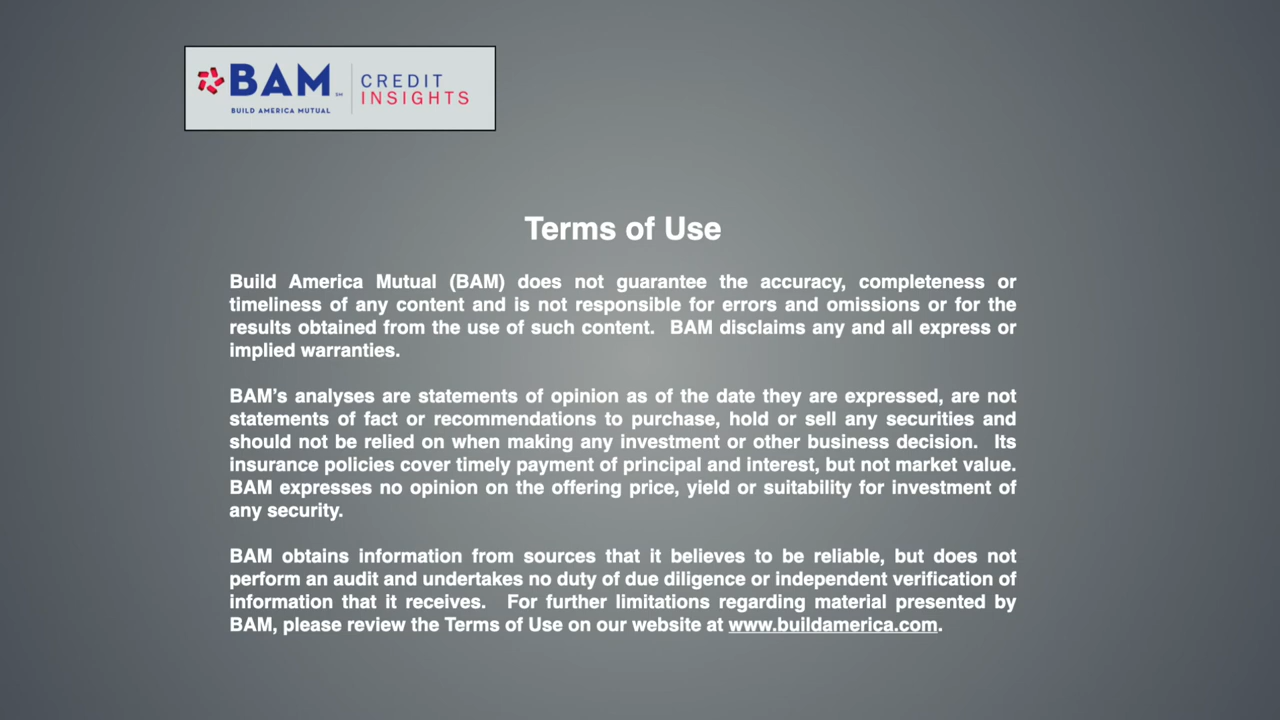 BAM SM
BUILD AMERICA MUTUAL
CREDIT
INSIGHTS
Terms of Use
Build America Mutual (BAM) does not guarantee the accuracy, completeness or
timeliness of any content and is not responsible for errors and omissions or for the
results obtained from the use of such content.  BAM disclaims any and all express or
implied warranties.
BAM’s analyses are statements of opinion as of the date they are expressed, are not
statements of fact or recommendations to purchase, hold or sell any securities and
should not be relied on when making any investment or other business decision.  Its
insurance policies cover timely payment of principal and interest, but not market value.
BAM expresses no opinion on the offering price, yield or suitability for investment of
any security.
BAM obtains information from sources that it believes to be reliable, but does not
perform an audit and undertakes no duty of due diligence or independent verification of
information that it receives.  For further limitations regarding material presented by
BAM, please review the Terms of Use on our website at www.buildamerica.com.